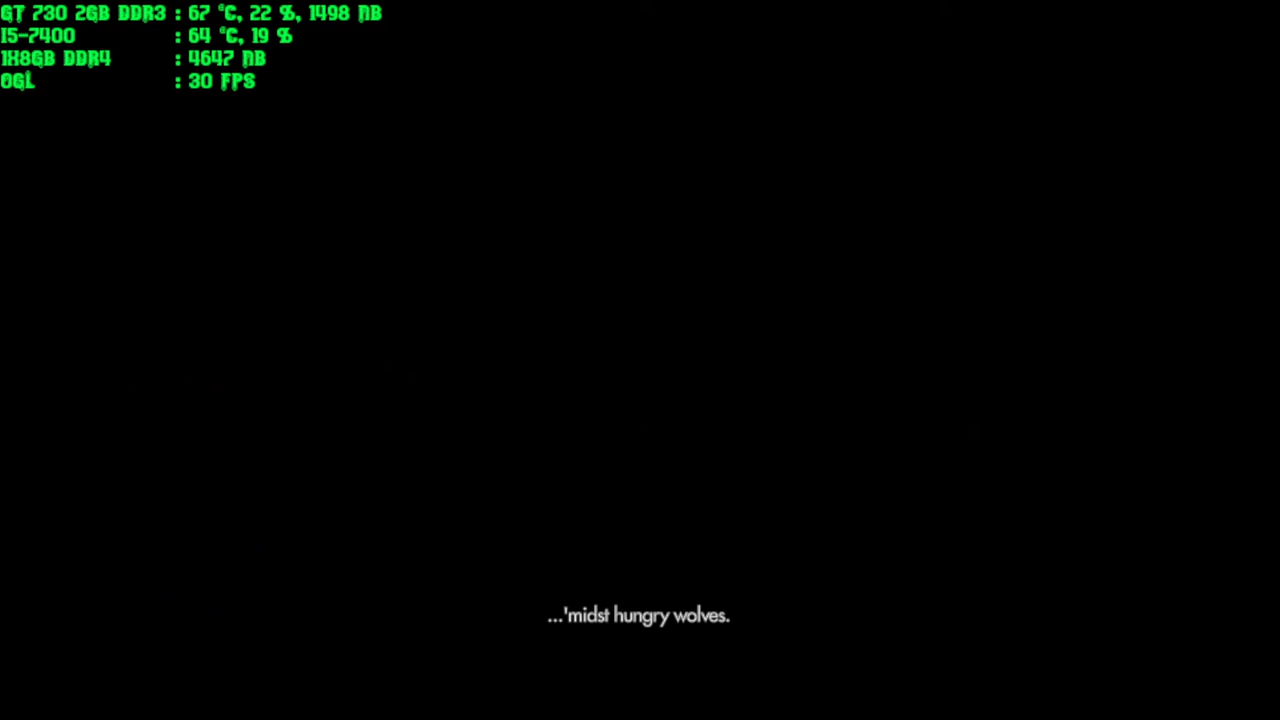 GT 730 2GB DDR3 : 67 °C, 22 %, 1498 MB
I5-7400 : 64 °C, 19 %
1X8GB DDR4 : 4647 MB
OGL : 30 FPS
...'midst hungry wolves.